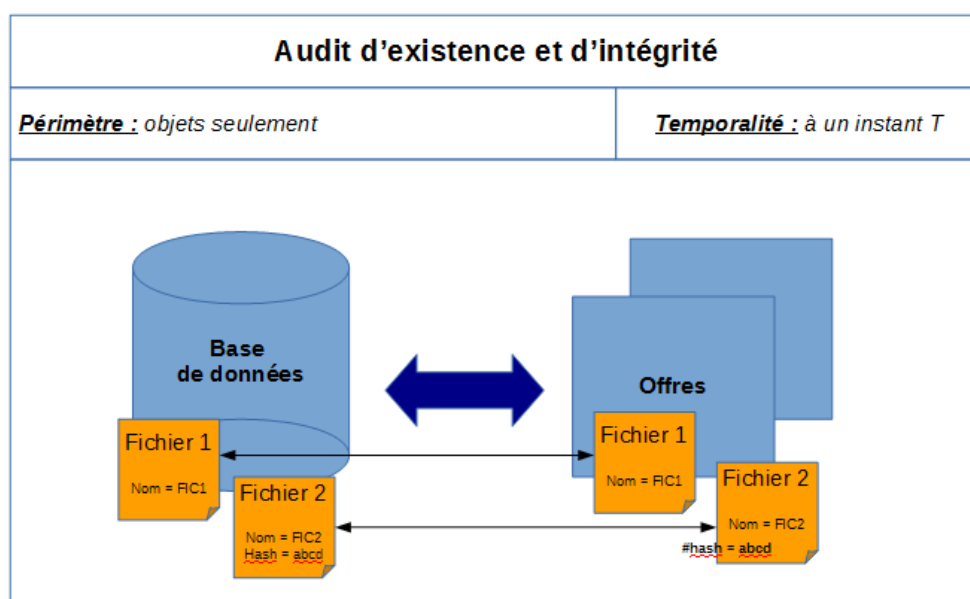 Audit d’existence et d’intégrité
Périmètre : objets seulement
Temporalité : à un instant T
Base
de données
Offres
Fichier 1
Nom = FIC1
Fichier 2
Nom = FIC2
Hash = abcd
Fichier 1
Nom = FIC1
Fichier 2
Nom = FIC2
#hash = abcd